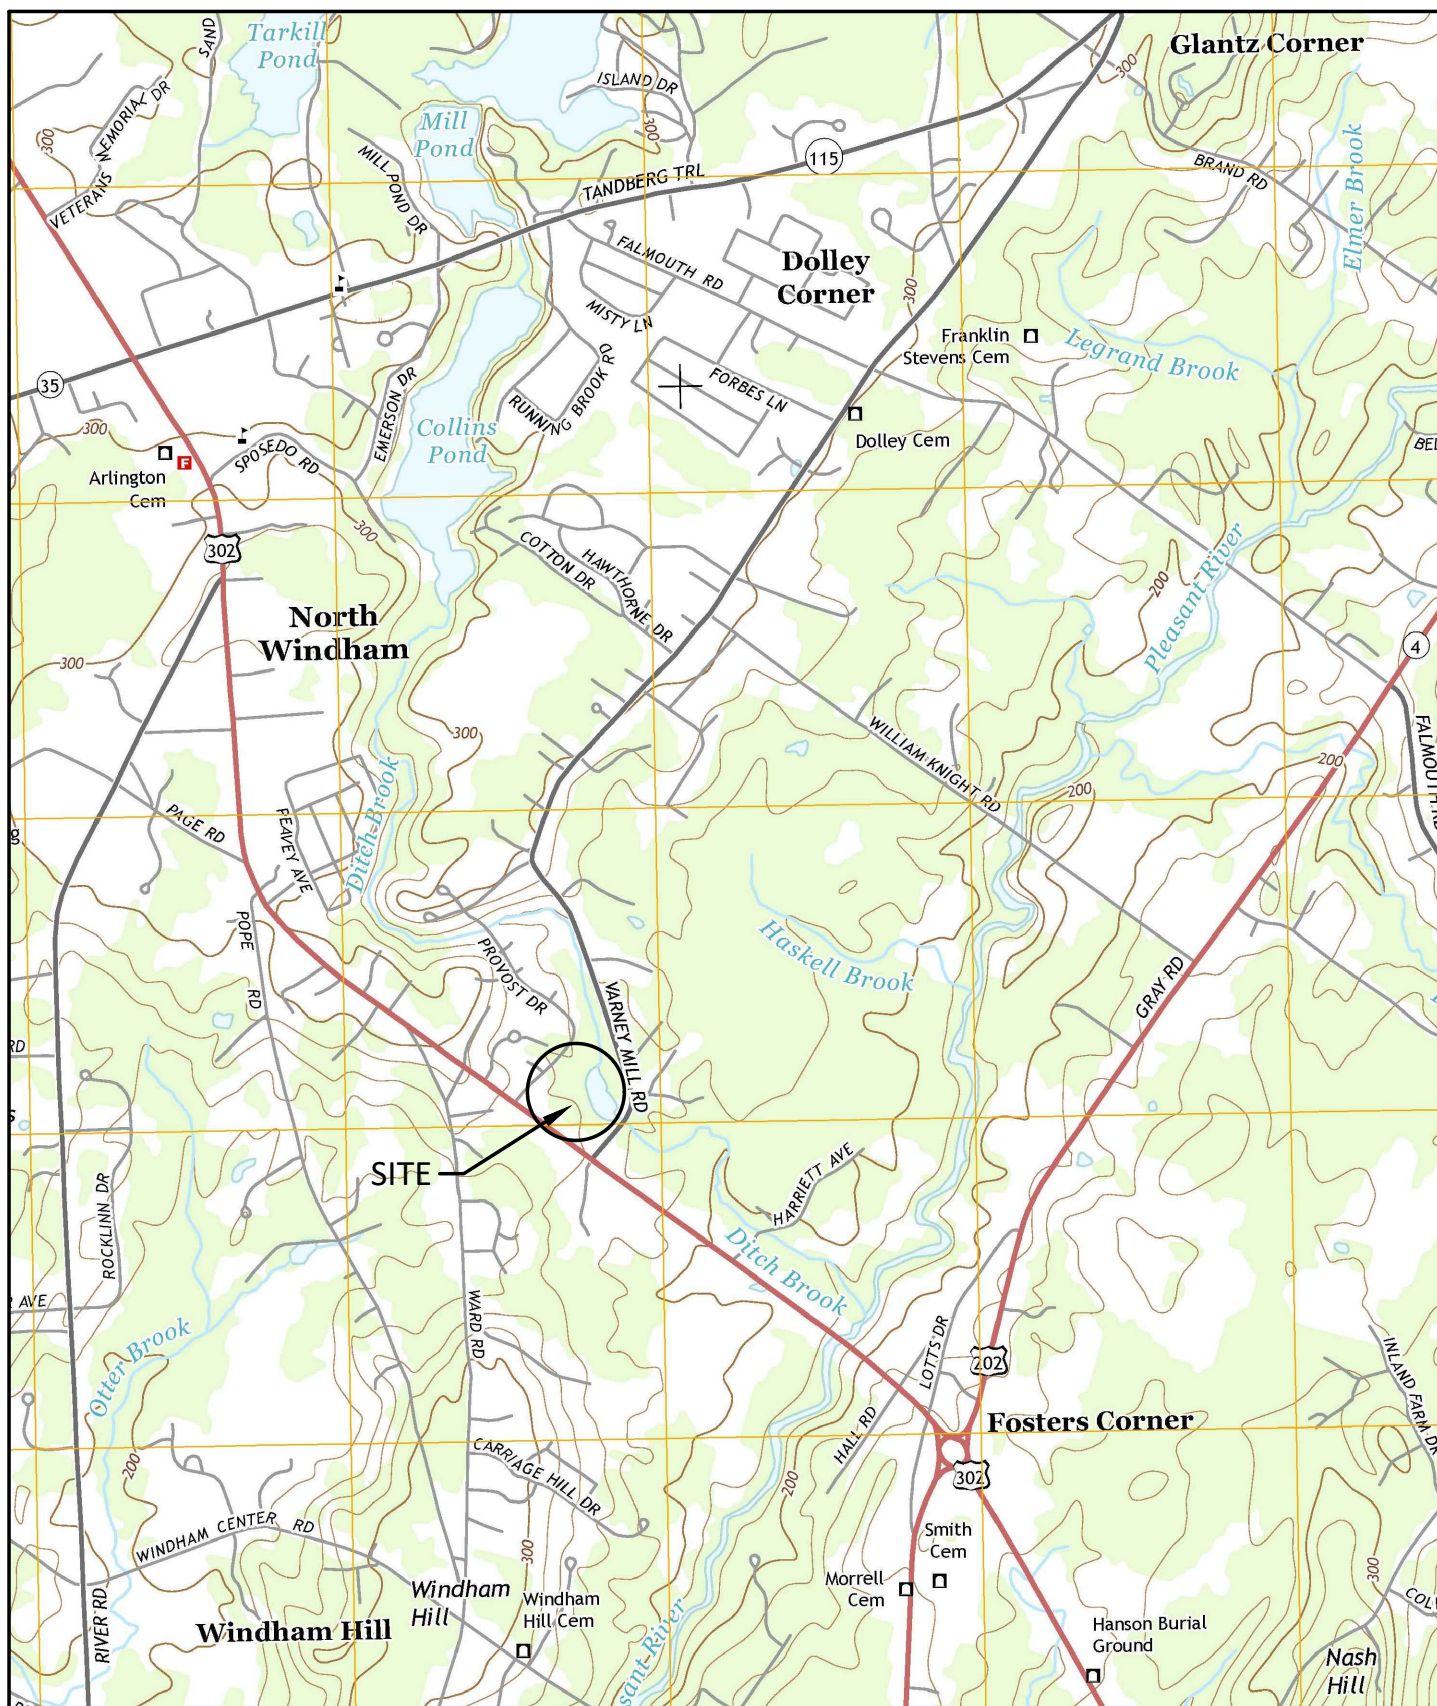 Tarkill
Pond
SAND
Glantz Corner
300
ISLAND DR
VETERANS MEMORIAL DR
300
Mill
Pond
300
MILL POND DR
115
TANDBERG TRL
BRAND RD
Elmer Brook
FALMOUTH RD
Dolley
Corner
300
MISTY LN
Franklin
Stevens Cem
Legrand Brook
35
EMERSON DR
RUNNING BROOK RD
FORBES LN
300
Collins
Pond
Dolley Cem
BEL
SPOSEDO RD
Arlington
Cem
F
300
302
COTTON DR
HAWTHORNE DR
200
Pleasant River
North
Windham
300
4
300
WILLIAM KNIGHT RD
FALMOUTH RD
200
200
PAGE RD
PEAVEY AVE
Ditch Brook
g
POPE RD
PROVOST DR
Haskell Brook
GRAY RD
VARNEY MILL RD
RD
S
SITE
HARRIETT AVE
ROCKLINN DR
Ditch Brook
R AVE
WARD RD
LOTTS DR
Otter Brook
202
INLAND FARM DR
Fosters Corner
HALL RD
200
CARRIAGE HILL DR
200
302
WINDHAM CENTER RD
300
Smith
Cem
300
Morrell
Cem
Windham
Hill
Windham
Hill Cem
COLV
RIVER RD
Windham Hill
Hanson Burial
Ground
sant River
Nash
Hill